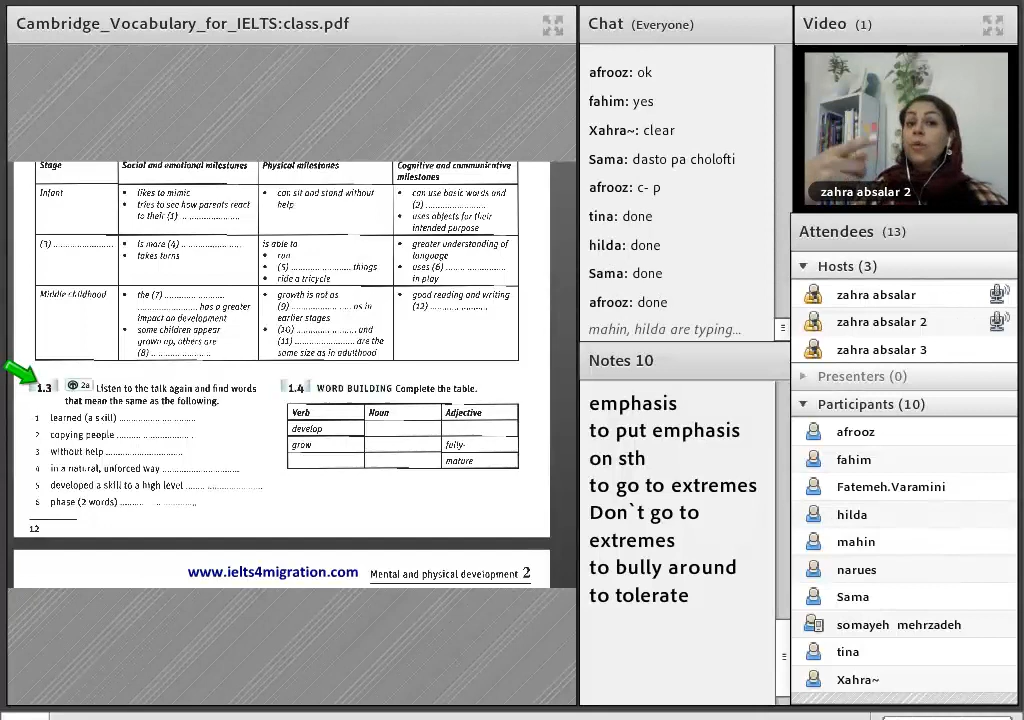 Cambridge_Vocabulary_for_IELTS:class.pdf
Stage
Social and emotional milestones
Physical milestones
Cognitive and communicative milestones
Infant
• likes to mimic
• tries to see how parents react to their (1) ....................
• can sit and stand without help
• can use basic words and (2) ....................
• uses objects for their intended purpose
(3) ....................
• is more (4) ....................
• takes turns
is able to
• run
• (5) .................... things
• ride a tricycle
• greater understanding of language
• uses (6) .................... in play
Middle childhood
• the (7) .................... has a greater impact on development
• some children appear grown up, others are (8) ....................
• growth is not as (9) .................... as in earlier stages
• (10) .................... and (11) .................... are the same size as in adulthood
• good reading and writing (12) ....................
1.3 2a Listen to the talk again and find words
that mean the same as the following.
1 learned (a skill) ....................
2 copying people ....................
3 without help ....................
4 in a natural, unforced way ....................
5 developed a skill to a high level ....................
6 phase (2 words) ....................
12
1.4 WORD BUILDING Complete the table.
Verb Noun Adjective
develop
grow fully-
mature
www.ielts4migration.com Mental and physical development 2
Chat (Everyone)
afrooz: ok
fahim: yes
Xahra~: clear
Sama: dasto pa cholofti
afrooz: c- p
tina: done
hilda: done
Sama: done
afrooz: done
mahin, hilda are typing...
Notes 10
emphasis
to put emphasis
on sth
to go to extremes
Don`t go to
extremes
to bully around
to tolerate
Video (1)
zahra absalar 2
Attendees (13)
Hosts (3)
zahra absalar
zahra absalar 2
zahra absalar 3
Presenters (0)
Participants (10)
afrooz
fahim
Fatemeh.Varamini
hilda
mahin
narues
Sama
somayeh mehrzadeh
tina
Xahra~